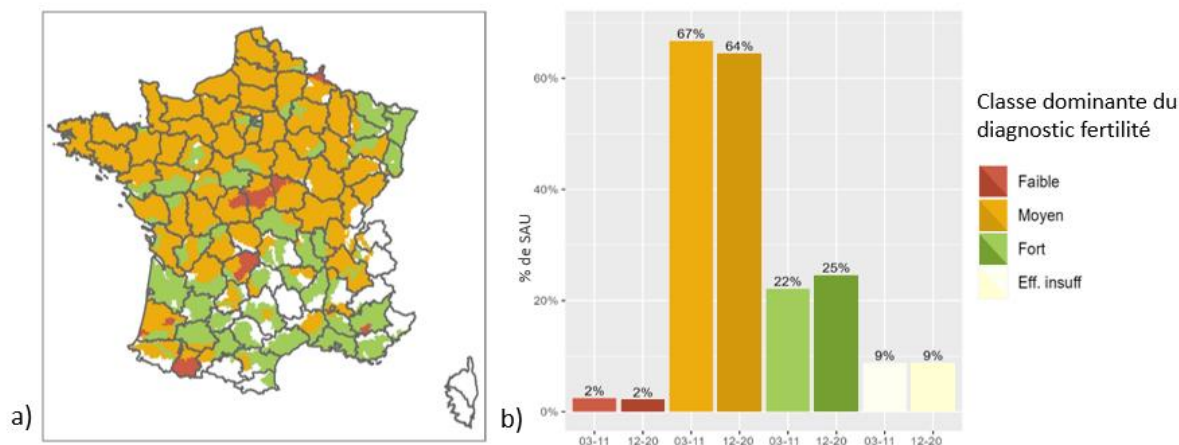 a)
b)
% de SAU
60%
40%
20%
0%
67%
64%
22%
25%
9%
9%
2%
2%
03-11
12-20
03-11
12-20
03-11
12-20
03-11
12-20
Classe dominante du
diagnostic fertilité
Faible
Moyen
Fort
Eff. insuff